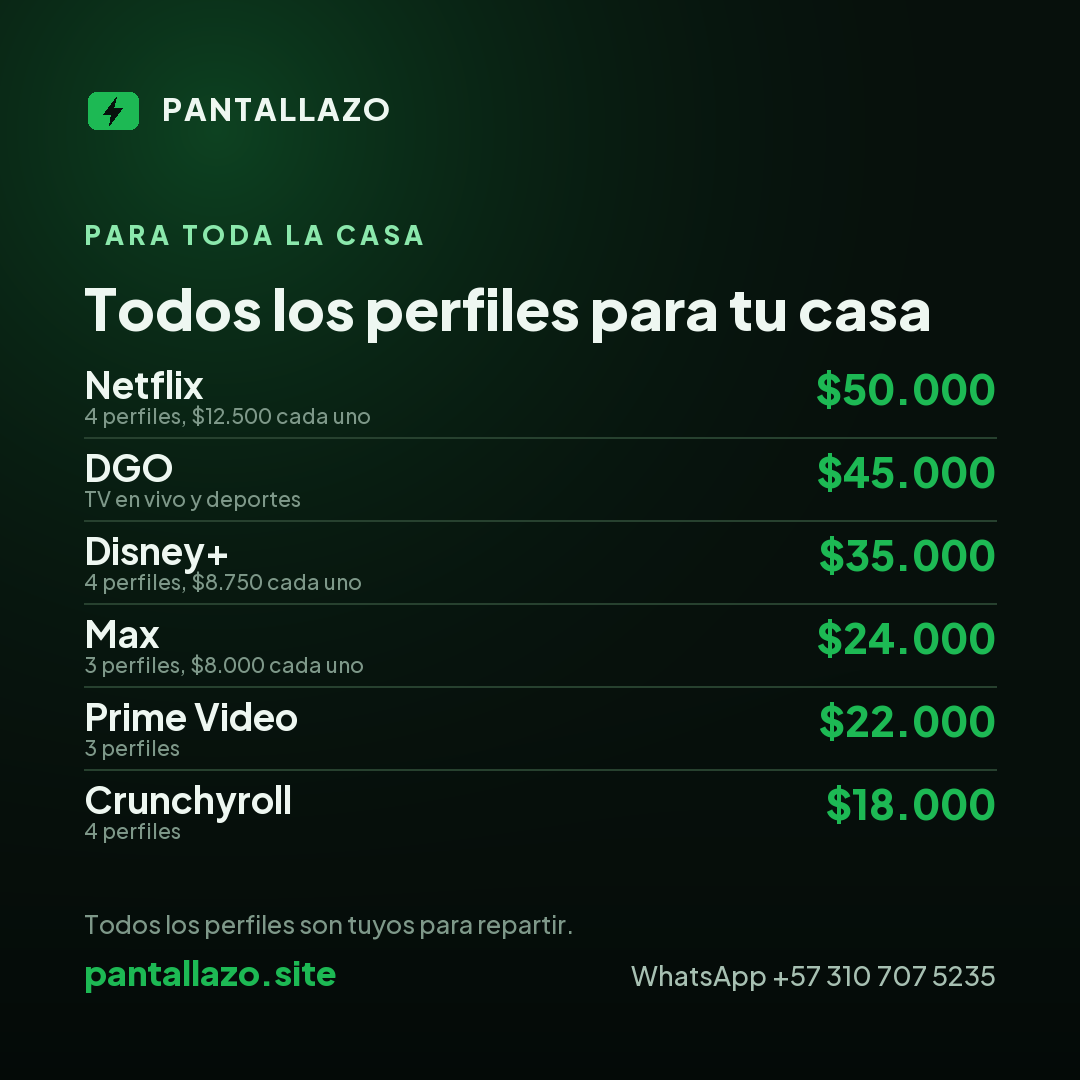 PANTALLAZO
PARA TODA LA CASA
Todos los perfiles para tu casa
Netflix
$50.000
4 perfiles, $12.500 cada uno
DGO
$45.000
TV en vivo y deportes
Disney+
$35.000
4 perfiles, $8.750 cada uno
Max
$24.000
3 perfiles, $8.000 cada uno
Prime Video
$22.000
3 perfiles
Crunchyroll
$18.000
4 perfiles
Todos los perfiles son tuyos para repartir.
pantallazo.site
WhatsApp +57 310 707 5235